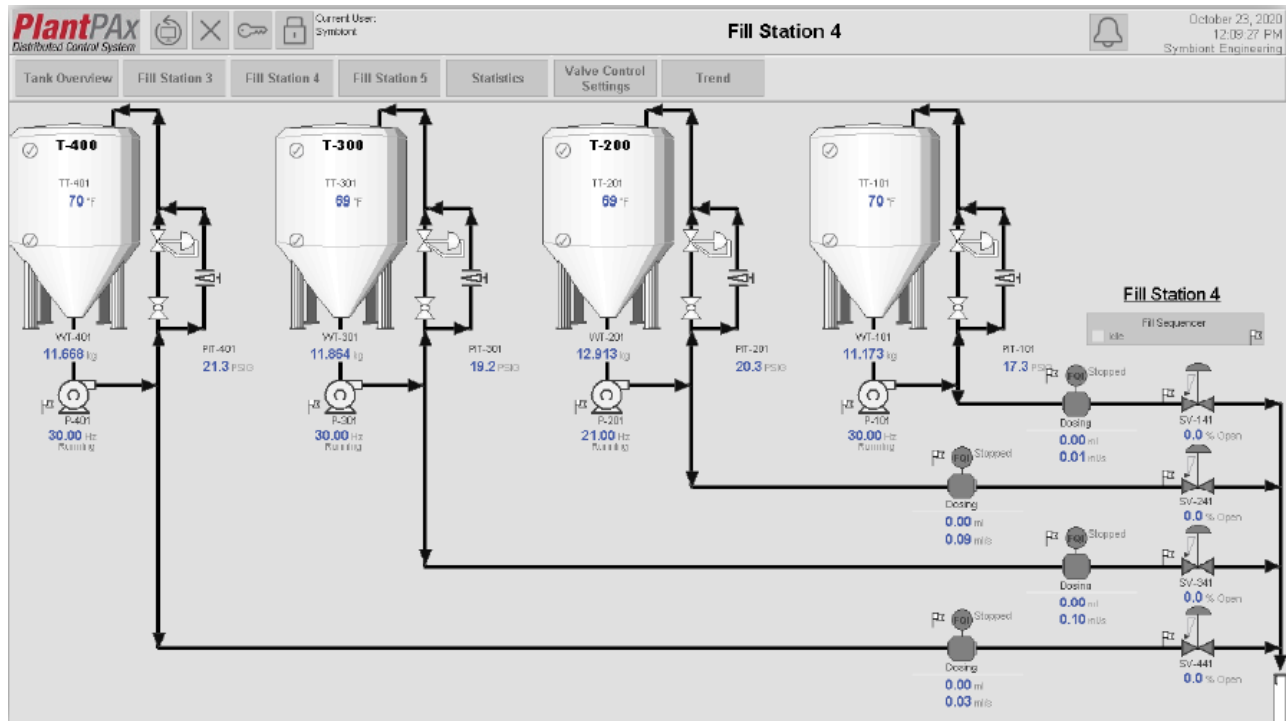 PlantPAx
Distributed Control System
Current User:
Symbiont
Fill Station 4
October 23, 2020
12:09:27 PM
Symbiont Engineering
Tank Overview
Fill Station 3
Fill Station 4
Fill Station 5
Statistics
Valve Control
Settings
Trend
T-400
TT-401
70 °F
WT-401
11.668 kg
PIT-401
21.3 PSIG
P-401
30.00 Hz
Running
T-300
TT-301
69 °F
WT-301
11.864 kg
PIT-301
19.2 PSIG
P-301
30.00 Hz
Running
T-200
TT-201
69 °F
WT-201
12.913 kg
PIT-201
20.3 PSIG
P-201
21.00 Hz
Running
TT-101
70 °F
WT-101
11.173 kg
PIT-101
17.3 PSIG
P-101
30.00 Hz
Running
Fill Station 4
Fill Sequencer
Idle
FQI
Stopped
Dosing
0.00 ml
0.01 ml/s
SV-141
0.0 % Open
FQI
Stopped
Dosing
0.00 ml
0.09 ml/s
SV-241
0.0 % Open
FQI
Stopped
Dosing
0.00 ml
0.10 ml/s
SV-341
0.0 % Open
FQI
Stopped
Dosing
0.00 ml
0.03 ml/s
SV-441
0.0 % Open